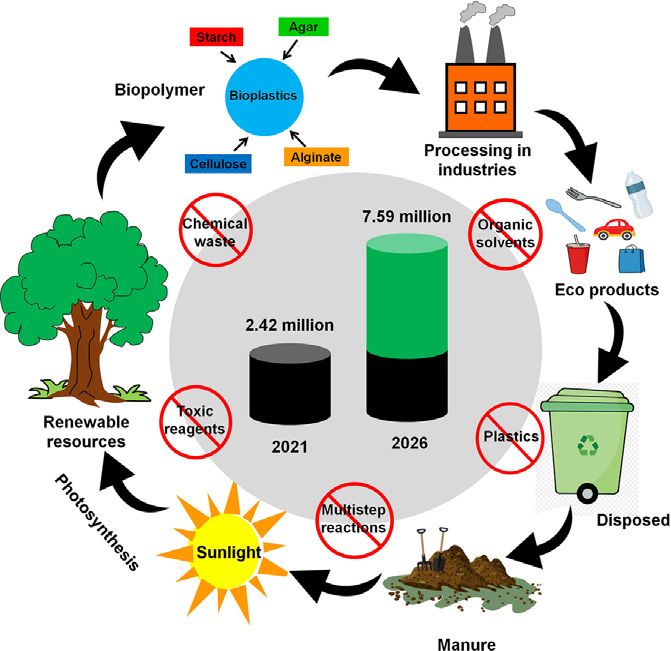 Starch
Agar
Biopolymer
Bioplastics
Cellulose
Alginate
Processing in
industries
Chemical
waste
7.59 million
Organic
solvents
Eco products
2.42 million
Toxic
reagents
Renewable
resources
2021
2026
Plastics
Disposed
Photosynthesis
Multistep
reactions
Sunlight
Manure